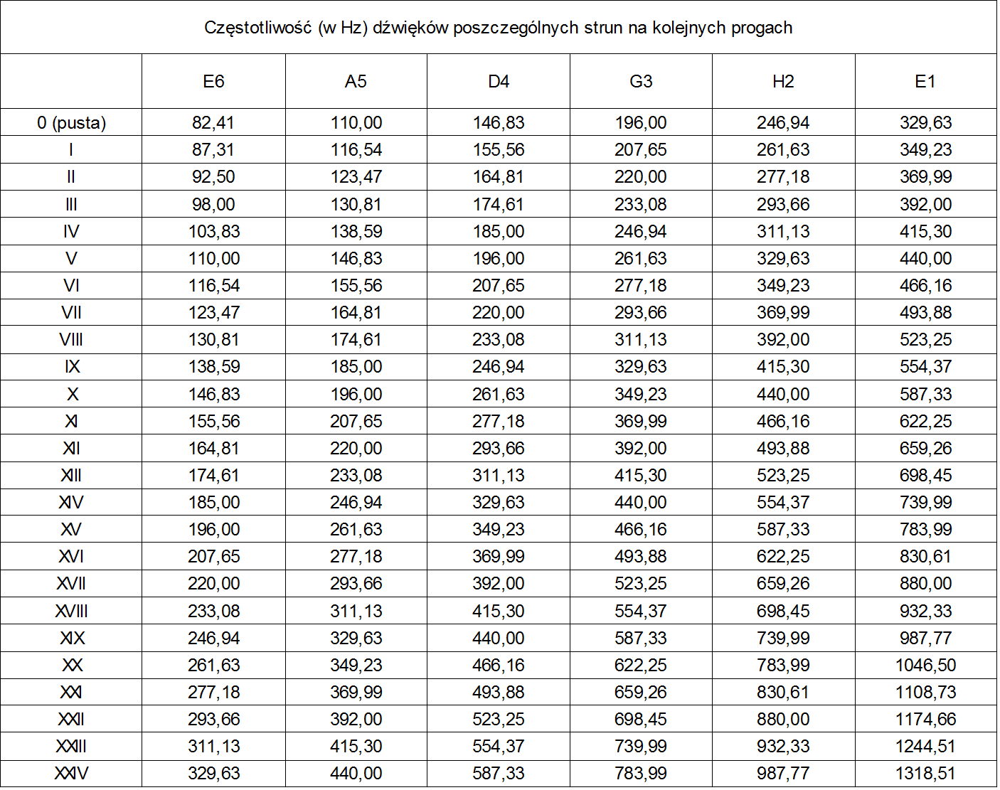 Częstotliwość (w Hz) dźwięków poszczególnych strun na kolejnych progach
E6 A5 D4 G3 H2 E1
0 (pusta) 82,41 110,00 146,83 196,00 246,94 329,63
I 87,31 116,54 155,56 207,65 261,63 349,23
II 92,50 123,47 164,81 220,00 277,18 369,99
III 98,00 130,81 174,61 233,08 293,66 392,00
IV 103,83 138,59 185,00 246,94 311,13 415,30
V 110,00 146,83 196,00 261,63 329,63 440,00
VI 116,54 155,56 207,65 277,18 349,23 466,16
VII 123,47 164,81 220,00 293,66 369,99 493,88
VIII 130,81 174,61 233,08 311,13 392,00 523,25
IX 138,59 185,00 246,94 329,63 415,30 554,37
X 146,83 196,00 261,63 349,23 440,00 587,33
XI 155,56 207,65 277,18 369,99 466,16 622,25
XII 164,81 220,00 293,66 392,00 493,88 659,26
XIII 174,61 233,08 311,13 415,30 523,25 698,45
XIV 185,00 246,94 329,63 440,00 554,37 739,99
XV 196,00 261,63 349,23 466,16 587,33 783,99
XVI 207,65 277,18 369,99 493,88 622,25 830,61
XVII 220,00 293,66 392,00 523,25 659,26 880,00
XVIII 233,08 311,13 415,30 554,37 698,45 932,33
XIX 246,94 329,63 440,00 587,33 739,99 987,77
XX 261,63 349,23 466,16 622,25 783,99 1046,50
XXI 277,18 369,99 493,88 659,26 830,61 1108,73
XXII 293,66 392,00 523,25 698,45 880,00 1174,66
XXIII 311,13 415,30 554,37 739,99 932,33 1244,51
XXIV 329,63 440,00 587,33 783,99 987,77 1318,51